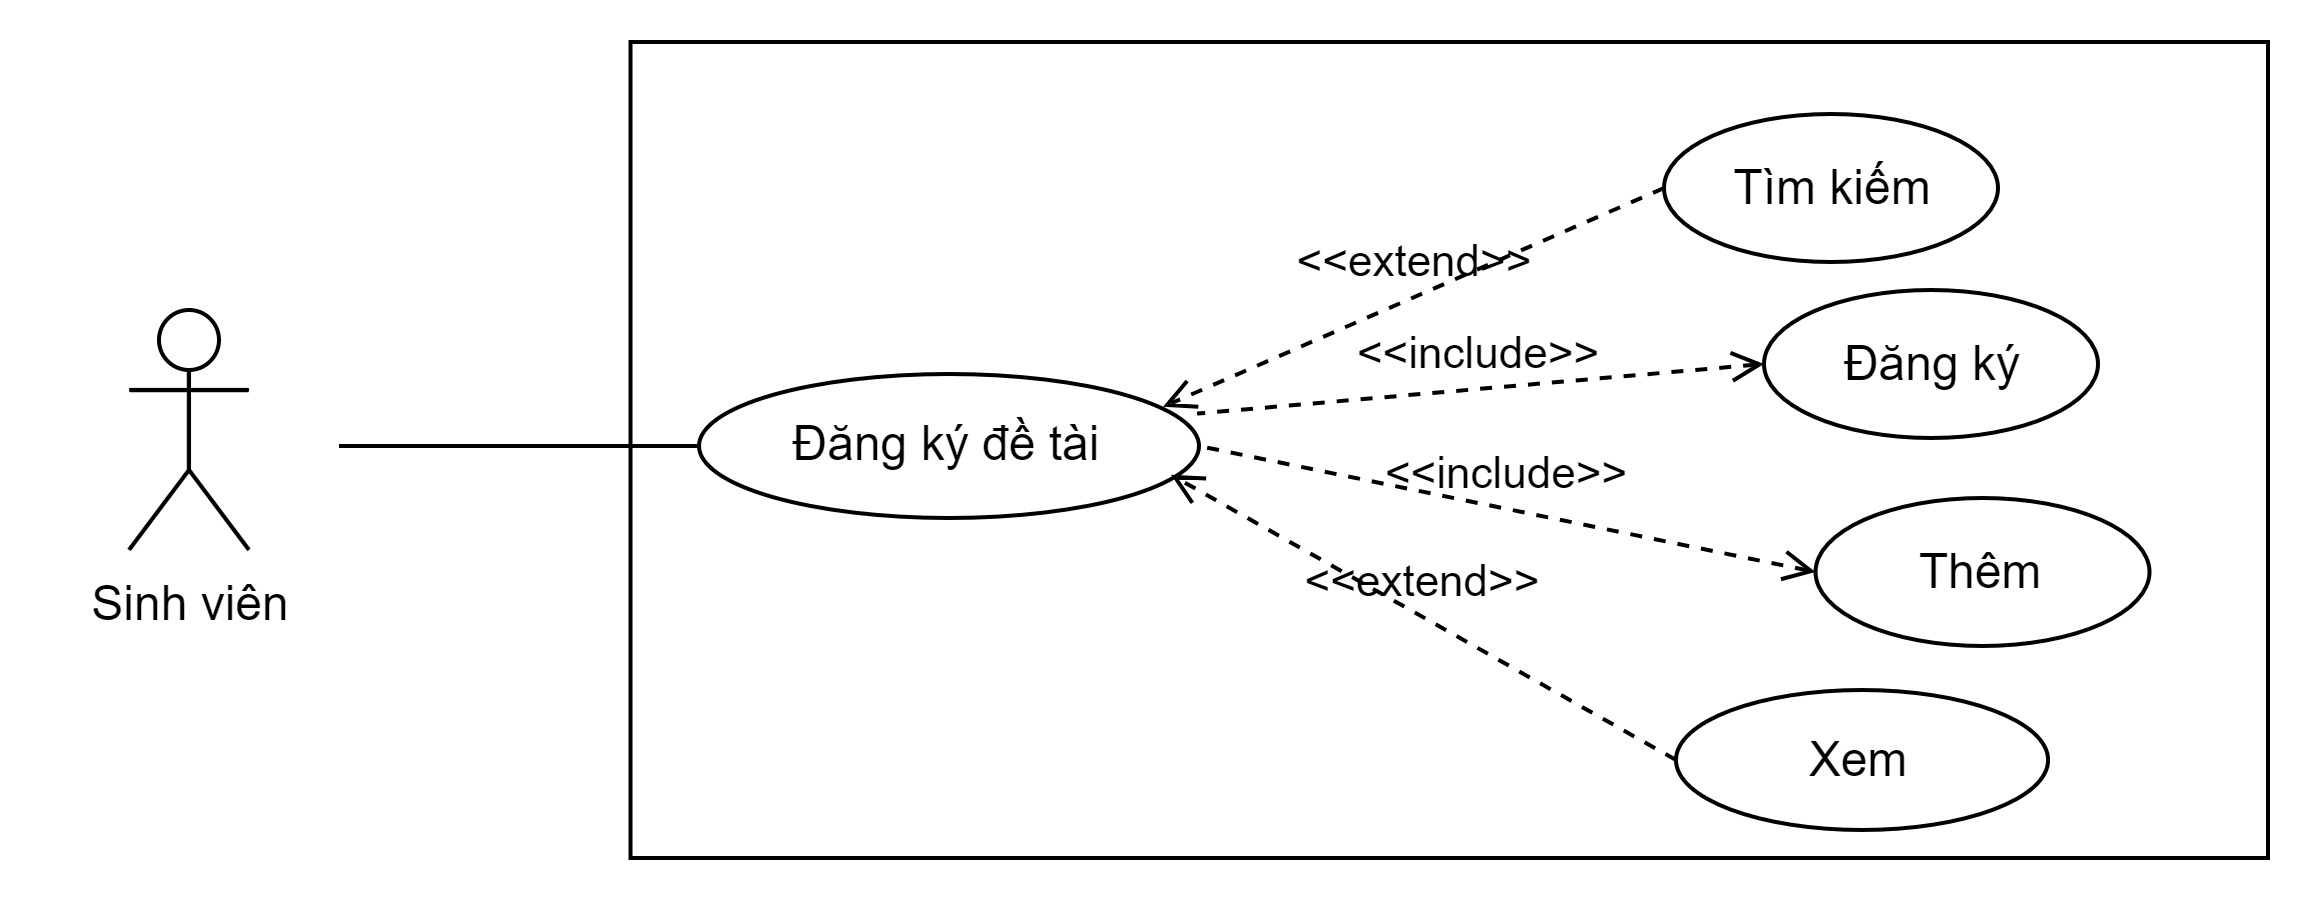 Tìm kiếm
<<extend>>
<<include>>
Đăng ký
Đăng ký đề tài
<<include>>
Thêm
<<extend>>
Sinh viên
Xem